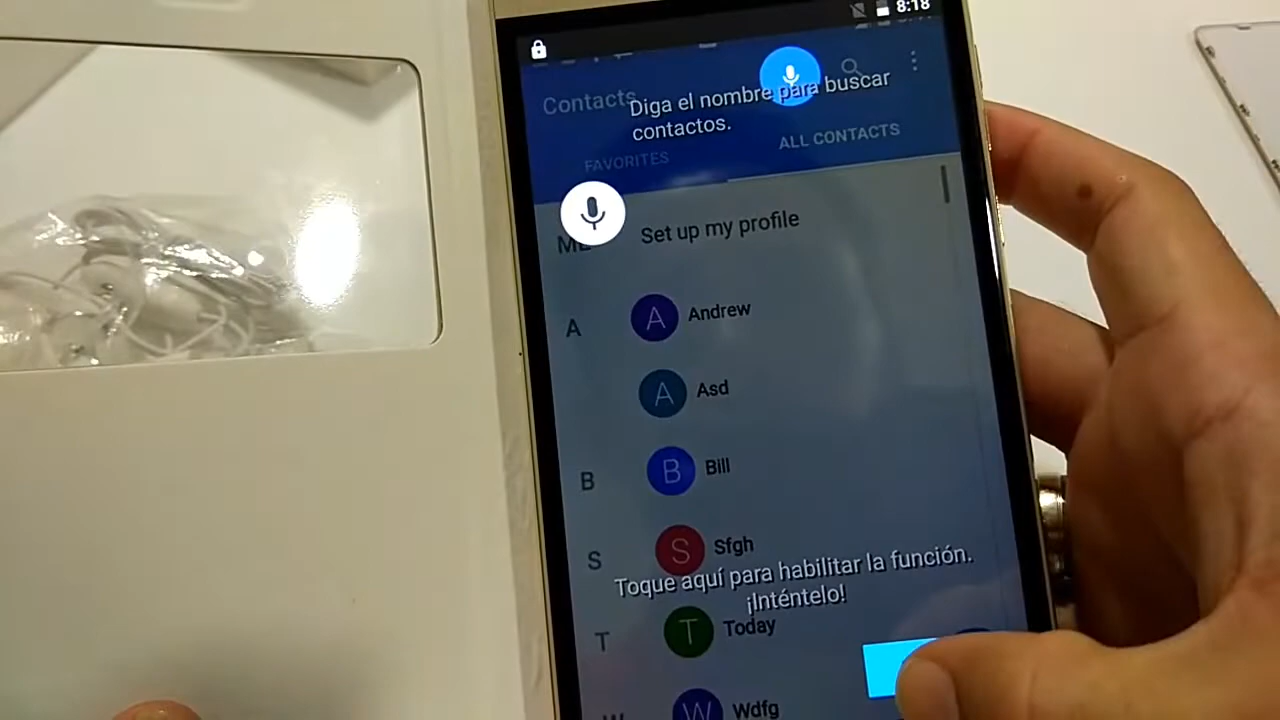 8:18
Contacts
Diga el nombre para buscar
contactos.
FAVORITES
ALL CONTACTS
ME
Set up my profile
A
A
Andrew
A
Asd
B
B
Bill
S
S
Sfgh
Toque aquí para habilitar la función.
¡Inténtelo!
T
T
Today
W
W
Wdfg